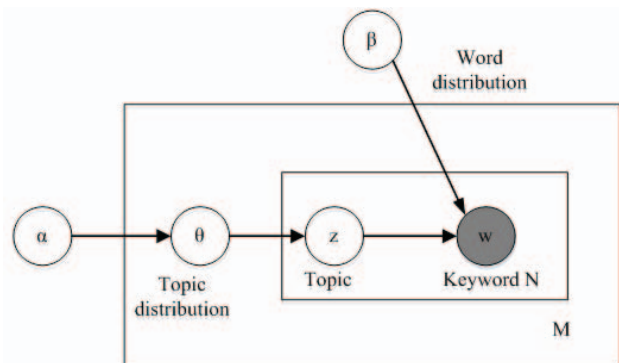 β
Word
distribution
α
θ
z
w
Topic
distribution
Topic
Keyword N
M